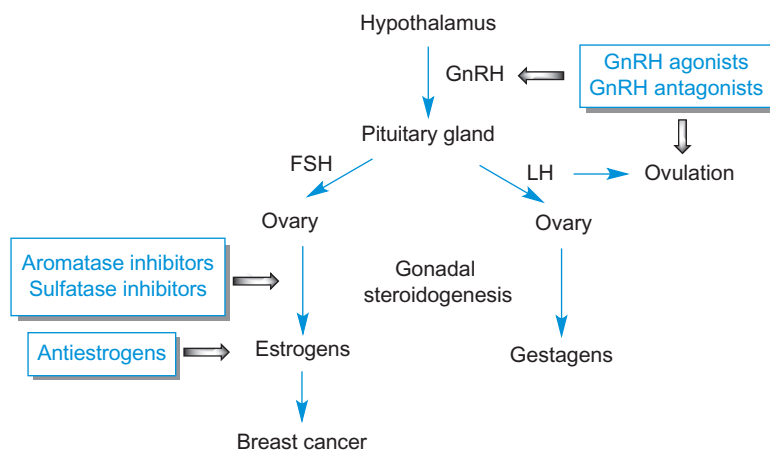 Hypothalamus
GnRH
GnRH agonists
GnRH antagonists
Pituitary gland
FSH
LH
Ovulation
Ovary
Ovary
Aromatase inhibitors
Sulfatase inhibitors
Gonadal
steroidogenesis
Antiestrogens
Estrogens
Gestagens
Breast cancer